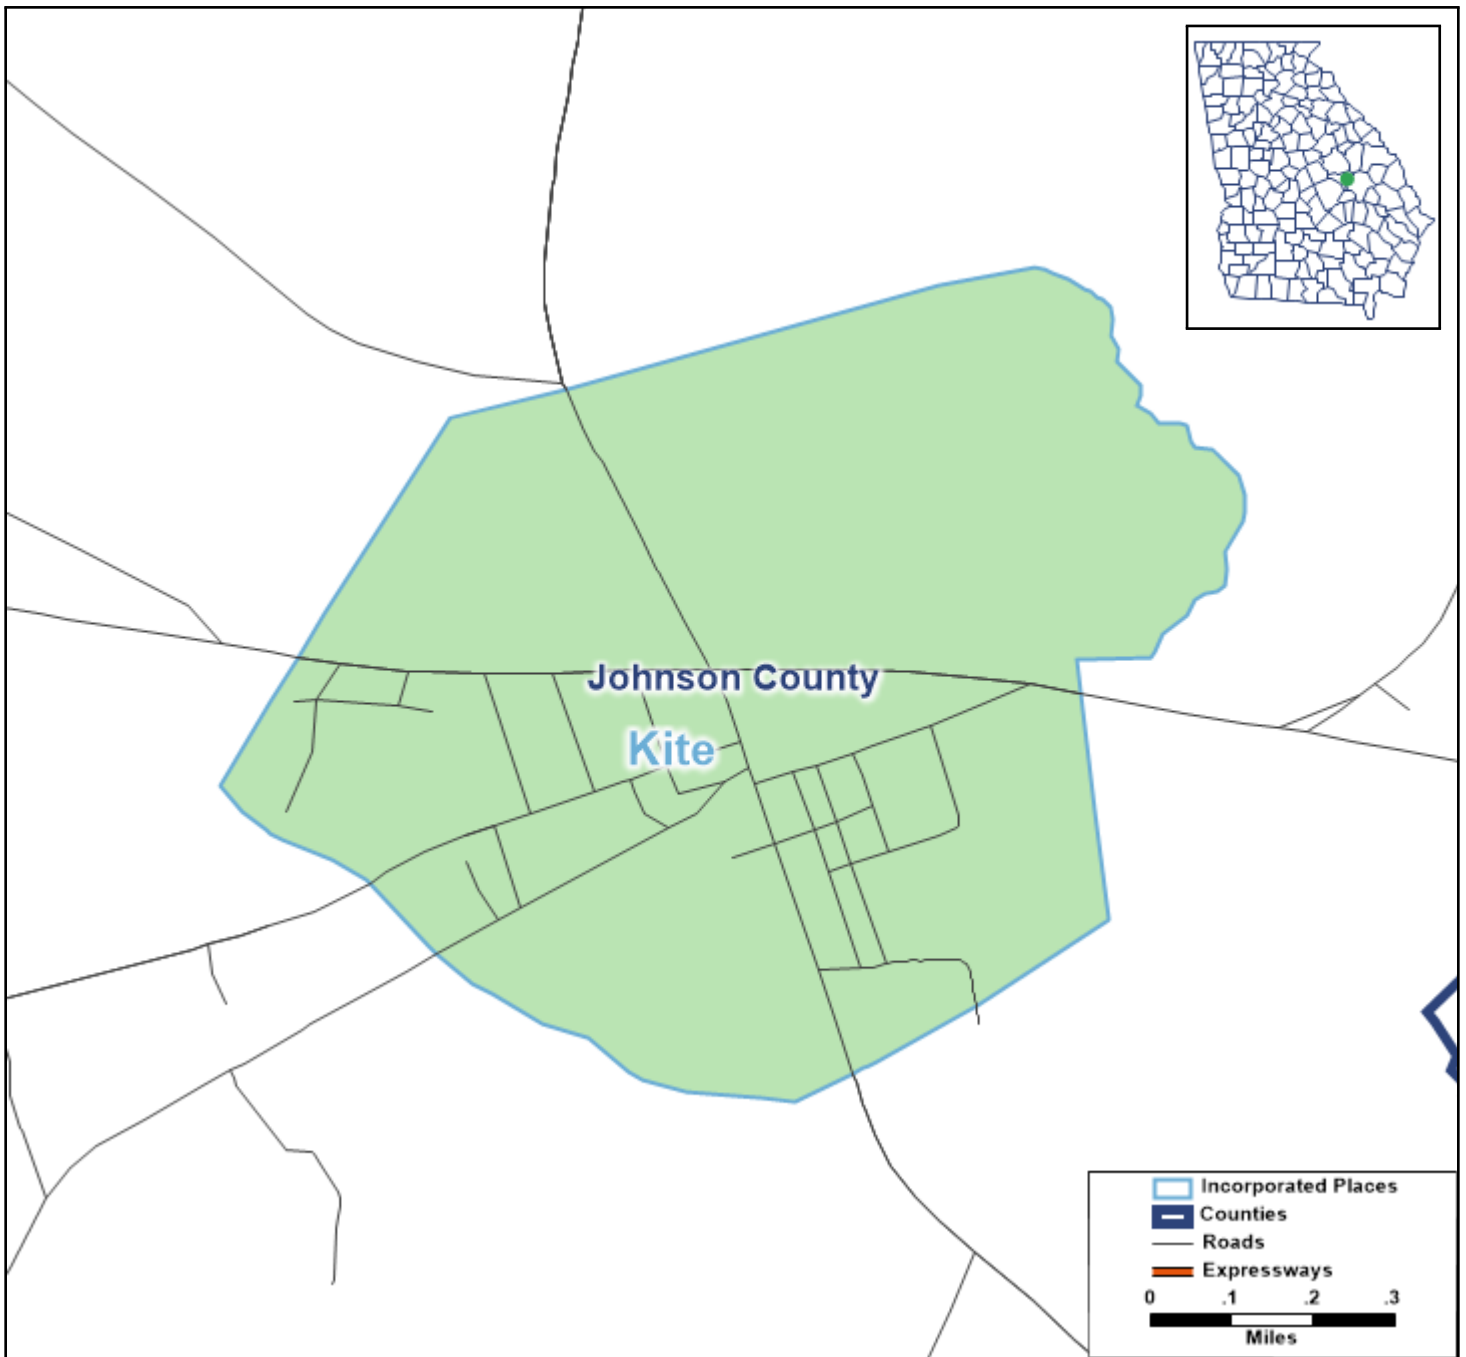 Johnson County
Kite
Incorporated Places
Counties
Roads
Expressways
0 .1 .2 .3
Miles